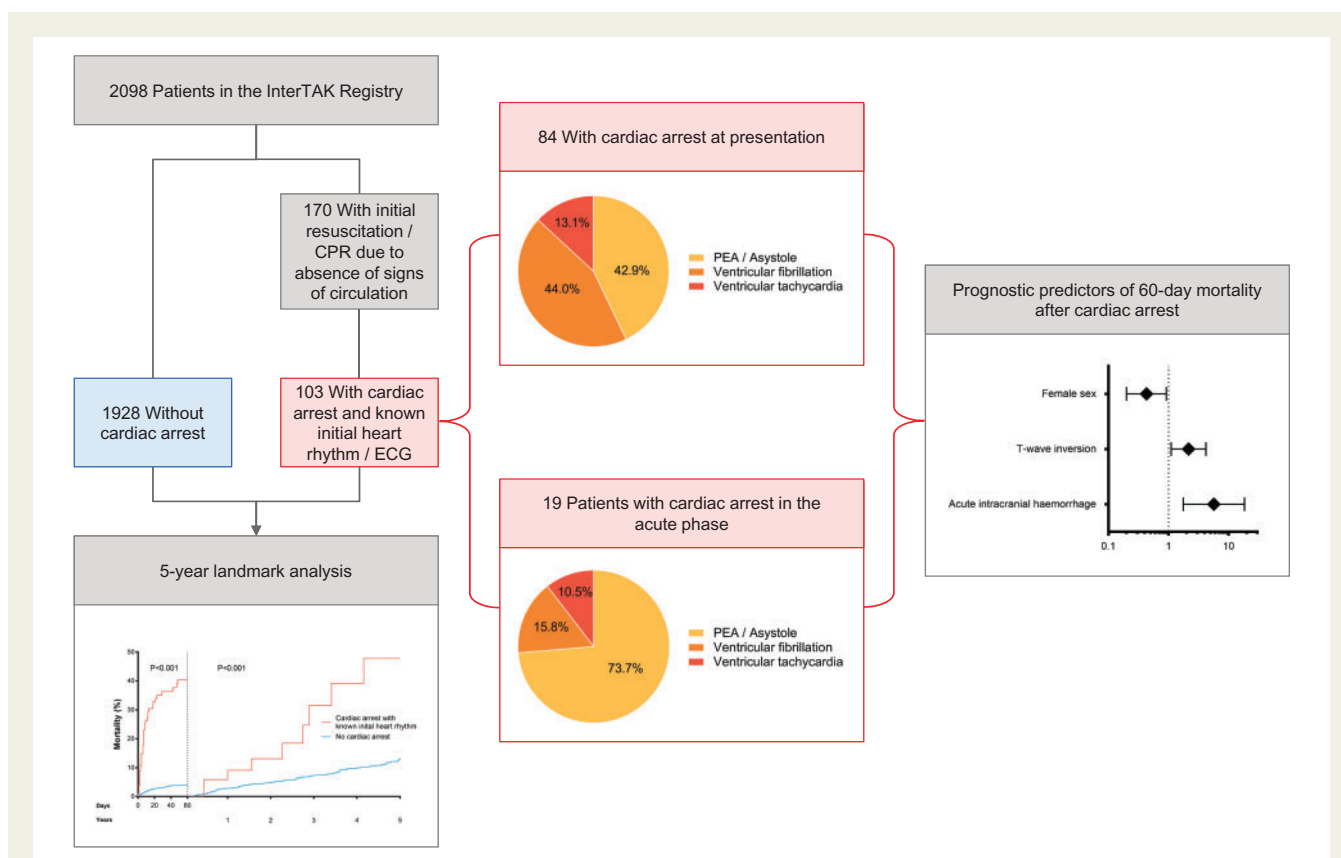 2098 Patients in the InterTAK Registry
170 With initial
resuscitation /
CPR due to
absence of signs
of circulation
1928 Without
cardiac arrest
103 With cardiac
arrest and known
initial heart
rhythm / ECG
5-year landmark analysis
50
40
30
20
10
0
Mortality (%)
P<0.001
P<0.001
Cardiac arrest with
known inital heart rhythm
No cardiac arrest
Days
0 20 40 60
Years
1 2 3 4 5
84 With cardiac arrest at presentation
13.1%
42.9%
44.0%
PEA / Asystole
Ventricular fibrillation
Ventricular tachycardia
19 Patients with cardiac arrest in the
acute phase
10.5%
15.8%
73.7%
PEA / Asystole
Ventricular fibrillation
Ventricular tachycardia
Prognostic predictors of 60-day mortality
after cardiac arrest
Female sex
T-wave inversion
Acute intracranial haemorrhage
0.1 1 10